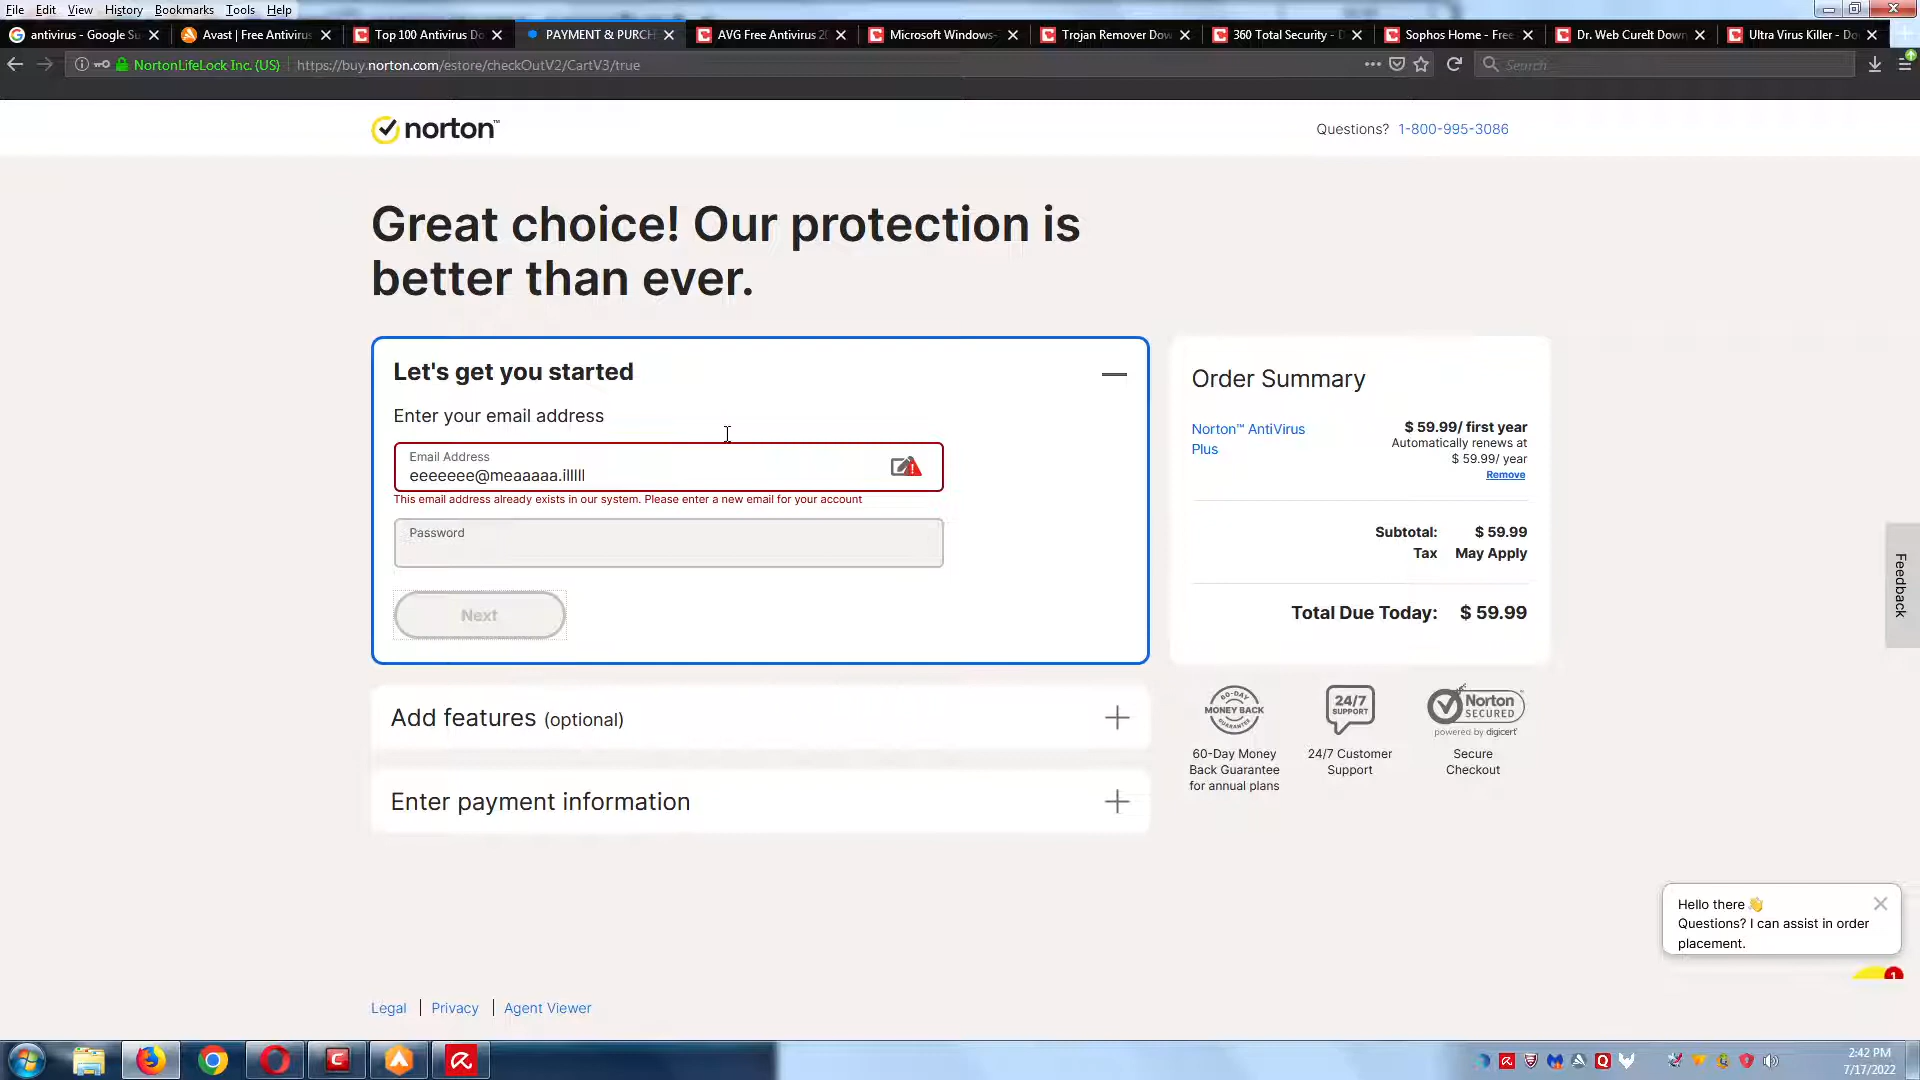 File Edit View History Bookmarks Tools Help
antivirus - Google Su
Avast | Free Antivirus
Top 100 Antivirus Do
PAYMENT & PURCH
AVG Free Antivirus 20
Microsoft Windows-
Trojan Remover Dow
360 Total Security - D
Sophos Home - Free
Dr. Web CureIt Down
Ultra Virus Killer - Do
NortonLifeLock Inc. (US)
https://buy.norton.com/estore/checkOutV2/CartV3/true
Search
norton™
Questions? 1-800-995-3086
Great choice! Our protection is
better than ever.
Let's get you started
Enter your email address
Email Address
eeeeeee@meaaaaa.illlll
This email address already exists in our system. Please enter a new email for your account
Password
Next
Add features (optional)
Enter payment information
Order Summary
Norton™ AntiVirus
Plus
$ 59.99/ first year
Automatically renews at
$ 59.99/ year
Remove
Subtotal: $ 59.99
Tax May Apply
Total Due Today: $ 59.99
60-DAY
MONEY BACK
GUARANTEE
24/7
SUPPORT
Norton
SECURED
powered by digicert
60-Day Money
Back Guarantee
for annual plans
24/7 Customer
Support
Secure
Checkout
Feedback
Hello there 👋
Questions? I can assist in order
placement.
1
Legal | Privacy | Agent Viewer
2:42 PM
7/17/2022